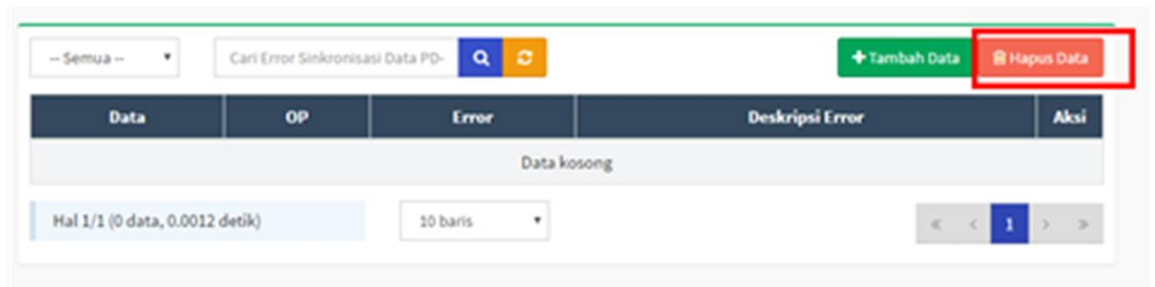 -- Semua --
Cari Error Sinkronisasi Data PD-
Tambah Data
Hapus Data
Data OP Error Deskripsi Error Aksi
Data kosong
Hal 1/1 (0 data, 0.0012 detik)
10 baris
« < 1 > »